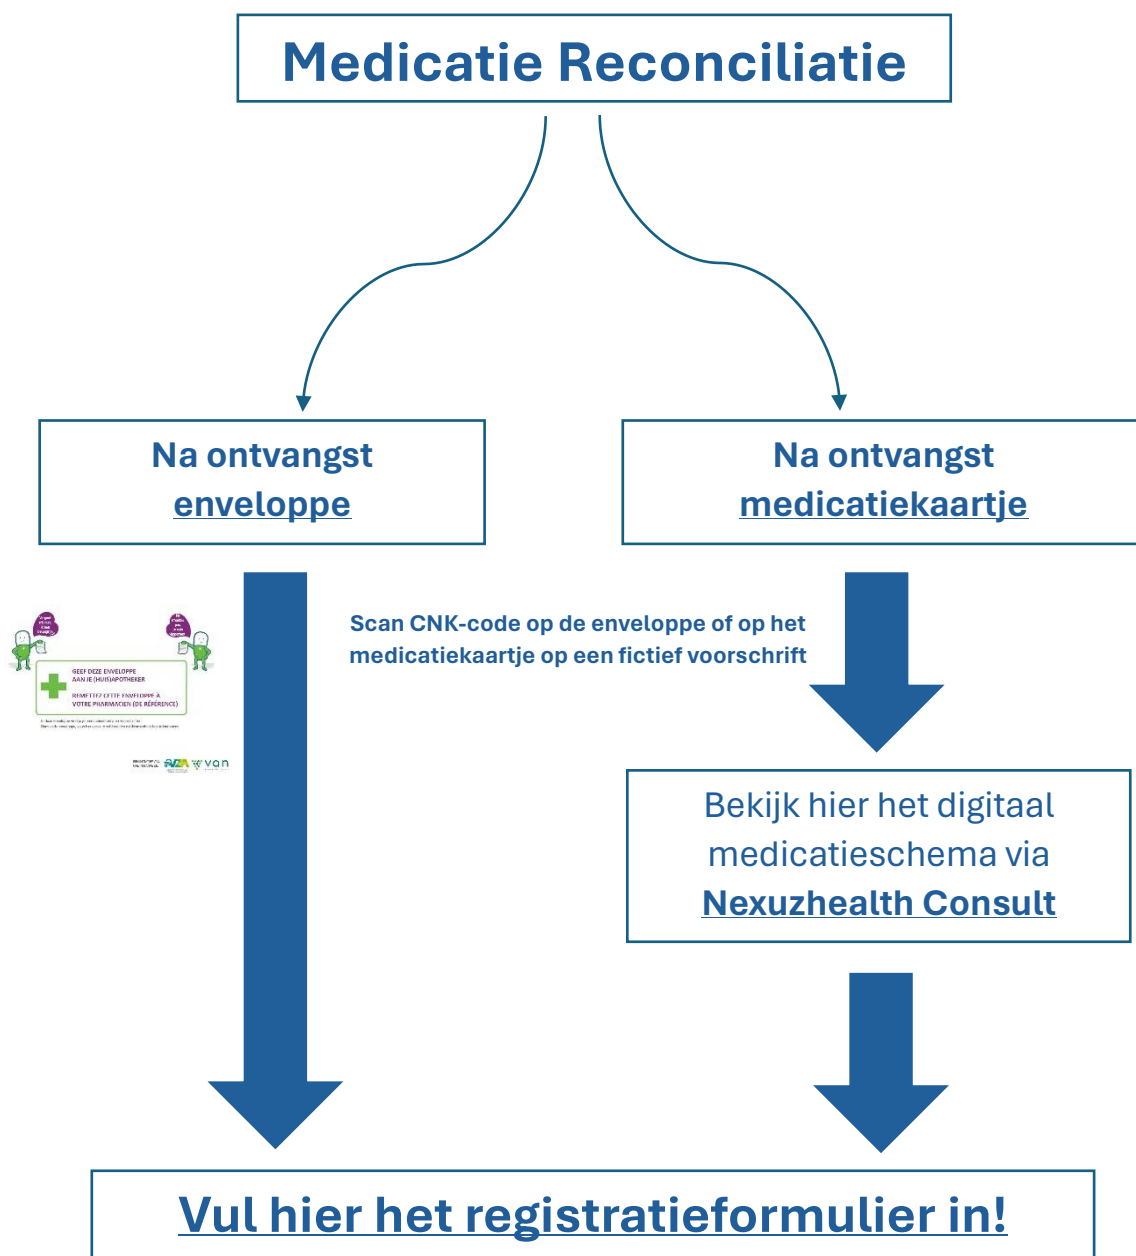 Medicatie Reconciliatie
Na ontvangst
enveloppe
Na ontvangst
medicatiekaartje
Scan CNK-code op de enveloppe of op het
medicatiekaartje op een fictief voorschrift
GEEF DEZE ENVELOPPE
AAN JE (HUIS)APOTHEKER
REMETTEZ CETTE ENVELOPPE À
VOTRE PHARMACIEN (DE RÉFÉRENCE)
van
Bekijk hier het digitaal
medicatieschema via
Nexuzhealth Consult
Vul hier het registratieformulier in!